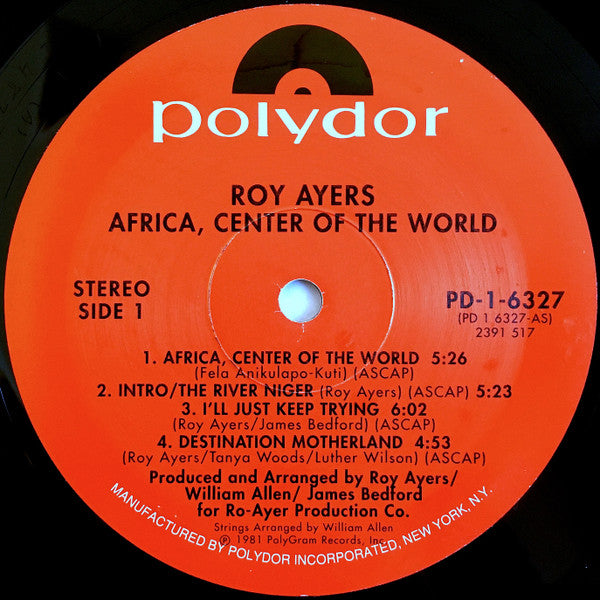 polydor
ROY AYERS
AFRICA, CENTER OF THE WORLD
STEREO
SIDE 1
PD-1-6327
(PD 1 6327-AS)
2391 517
1. AFRICA, CENTER OF THE WORLD 5:26
(Fela Anikulapo-Kuti) (ASCAP)
2. INTRO/THE RIVER NIGER (Roy Ayers) (ASCAP) 5:23
3. I'LL JUST KEEP TRYING 6:02
(Roy Ayers/James Bedford) (ASCAP)
4. DESTINATION MOTHERLAND 4:53
(Roy Ayers/Tanya Woods/Luther Wilson) (ASCAP)
Produced and Arranged by Roy Ayers/
William Allen/ James Bedford
for Ro-Ayer Production Co.
Strings Arranged by William Allen
℗ 1981 PolyGram Records, Inc.
MANUFACTURED BY POLYDOR INCORPORATED, NEW YORK, N.Y.